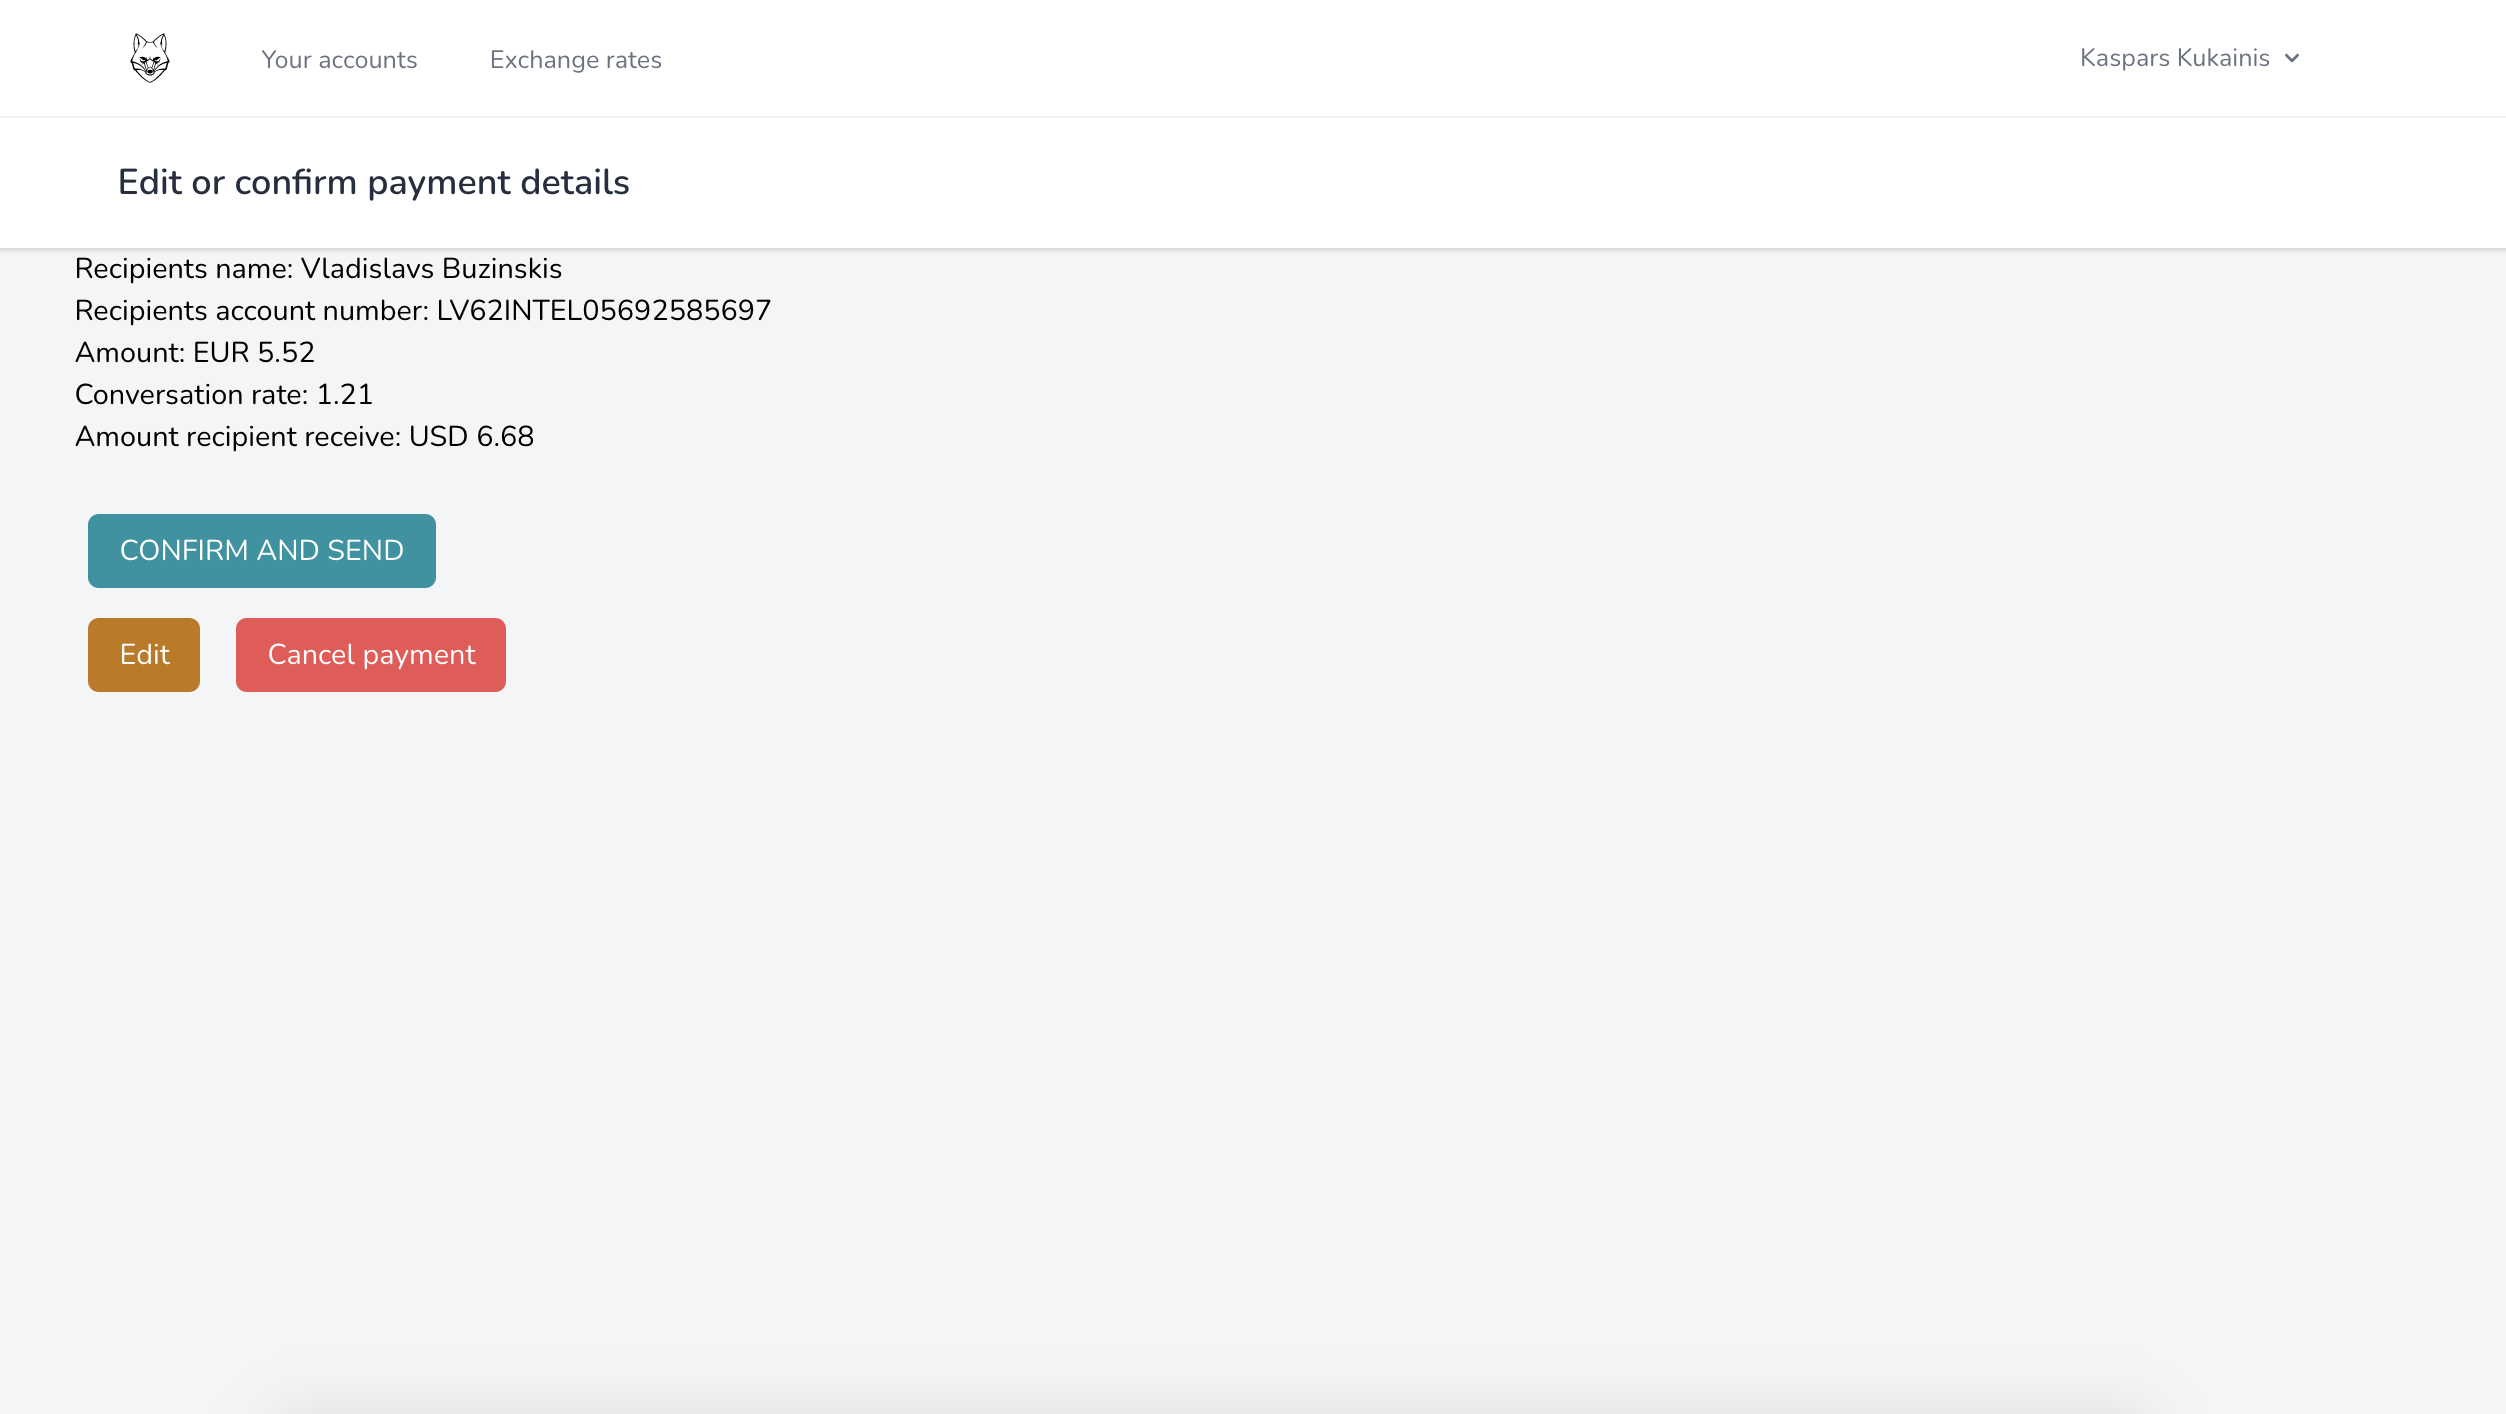 Your accounts
Exchange rates
Kaspars Kukainis
Edit or confirm payment details
Recipients name: Vladislavs Buzinskis
Recipients account number: LV62INTEL05692585697
Amount: EUR 5.52
Conversation rate: 1.21
Amount recipient receive: USD 6.68
CONFIRM AND SEND
Edit
Cancel payment